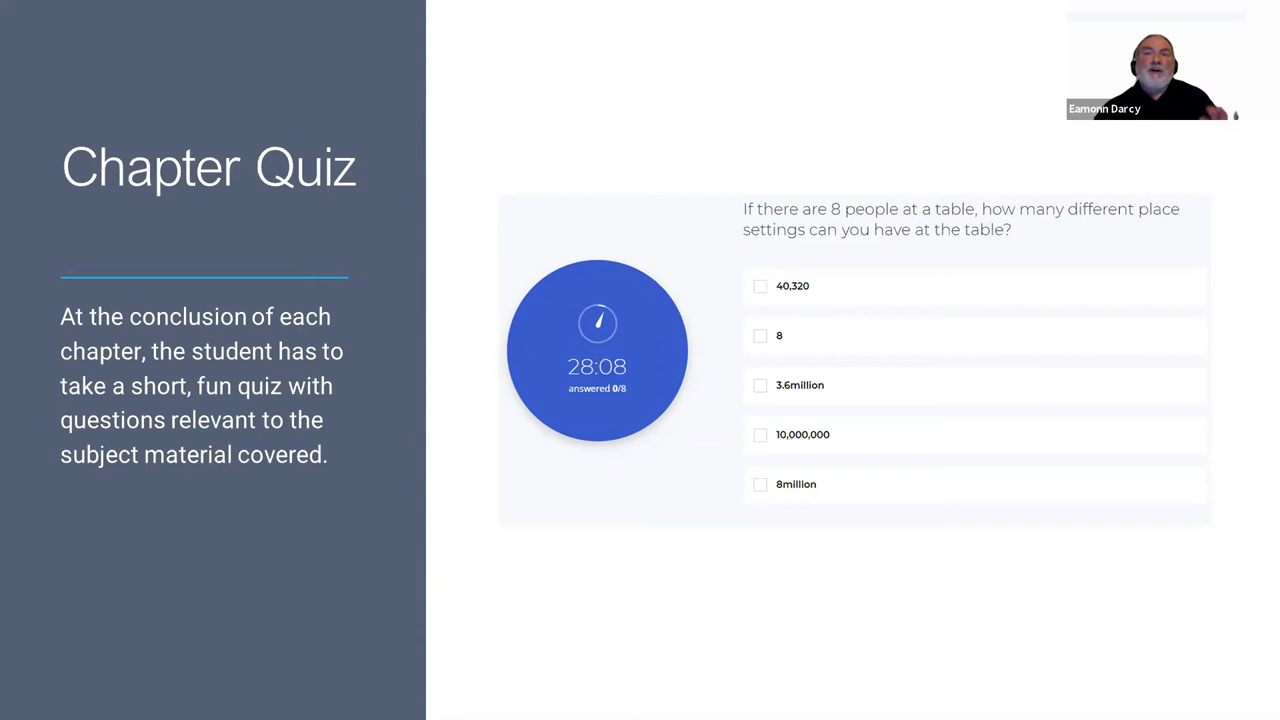 Chapter Quiz
At the conclusion of each
chapter, the student has to
take a short, fun quiz with
questions relevant to the
subject material covered.
Eamonn Darcy
If there are 8 people at a table, how many different place
settings can you have at the table?
28:08
answered 0/8
40,320
8
3.6million
10,000,000
8million